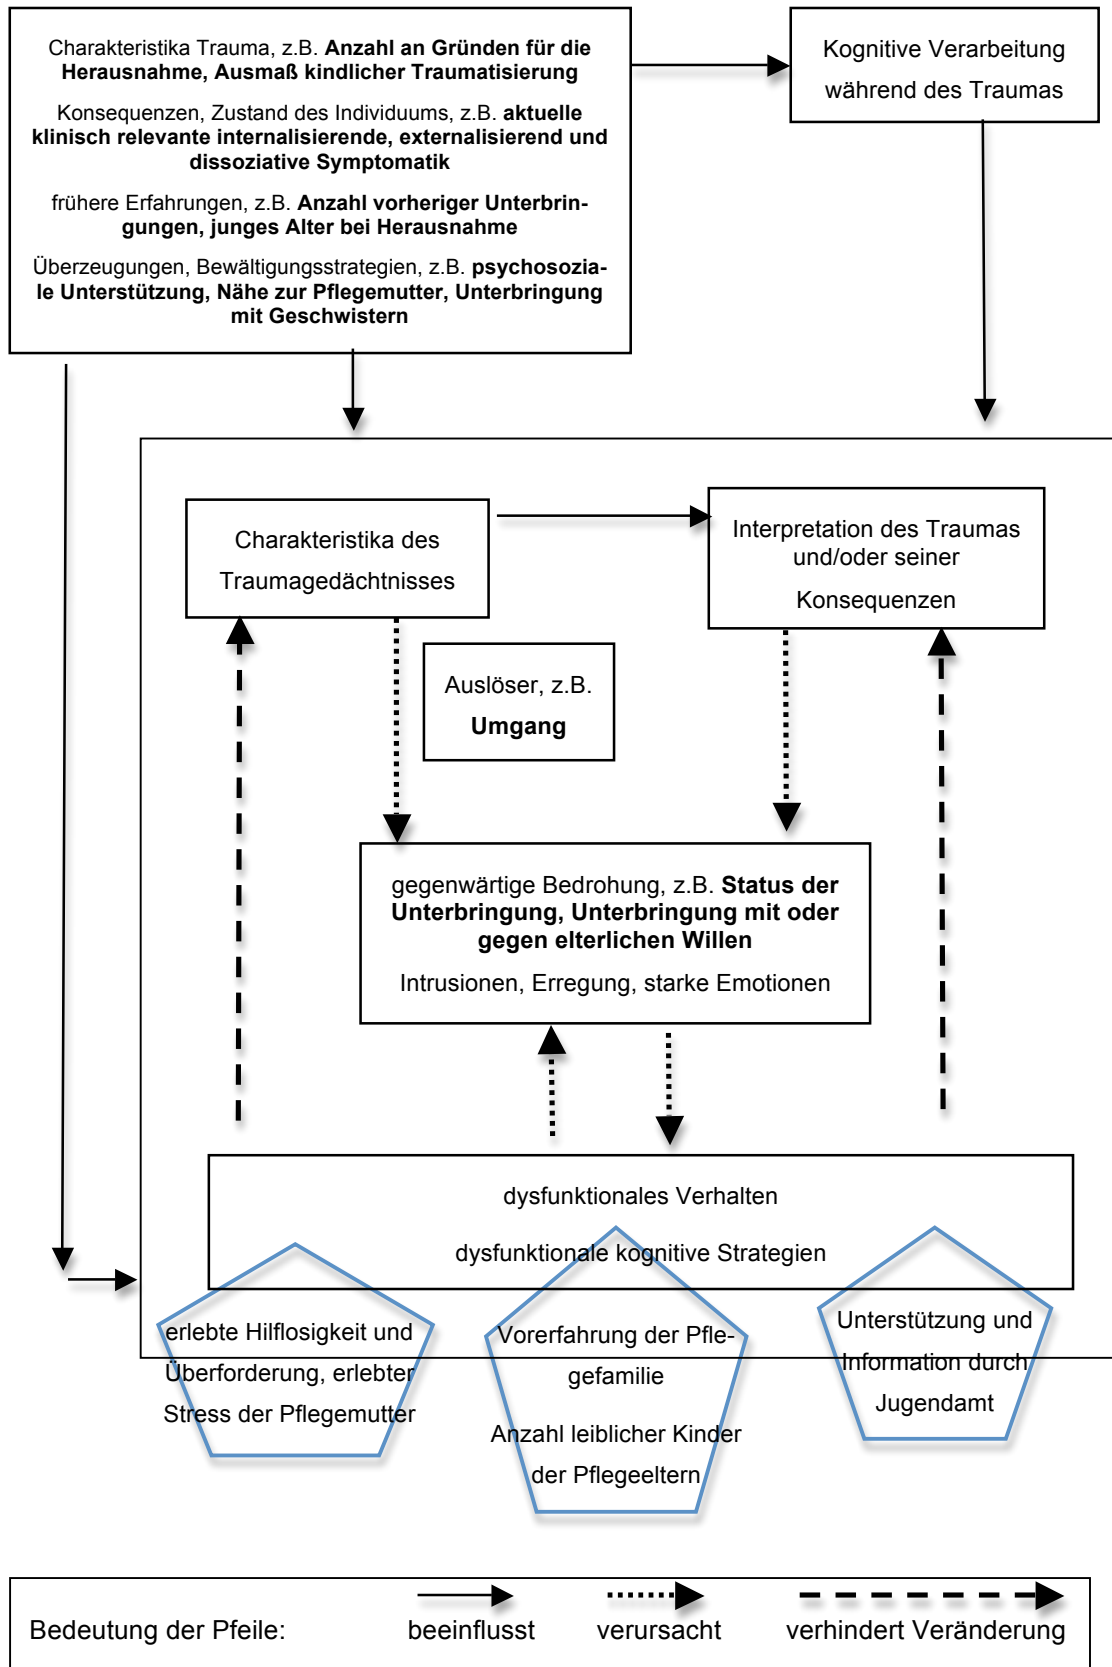 Charakteristika Trauma, z.B. Anzahl an Gründen für die
Herausnahme, Ausmaß kindlicher Traumatisierung
Konsequenzen, Zustand des Individuums, z.B. aktuelle
klinisch relevante internalisierende, externalisierend und
dissoziative Symptomatik
frühere Erfahrungen, z.B. Anzahl vorheriger Unterbrin-
gungen, junges Alter bei Herausnahme
Überzeugungen, Bewältigungsstrategien, z.B. psychosozia-
le Unterstützung, Nähe zur Pflegemutter, Unterbringung
mit Geschwistern
Kognitive Verarbeitung
während des Traumas
Charakteristika des
Traumagedächtnisses
Interpretation des Traumas
und/oder seiner
Konsequenzen
Auslöser, z.B.
Umgang
gegenwärtige Bedrohung, z.B. Status der
Unterbringung, Unterbringung mit oder
gegen elterlichen Willen
Intrusionen, Erregung, starke Emotionen
dysfunktionales Verhalten
dysfunktionale kognitive Strategien
erlebte Hilflosigkeit und
Überforderung, erlebter
Stress der Pflegemutter
Vorerfahrung der Pfle-
gefamilie
Anzahl leiblicher Kinder
der Pflegeeltern
Unterstützung und
Information durch
Jugendamt
Bedeutung der Pfeile: beeinflusst verursacht verhindert Veränderung